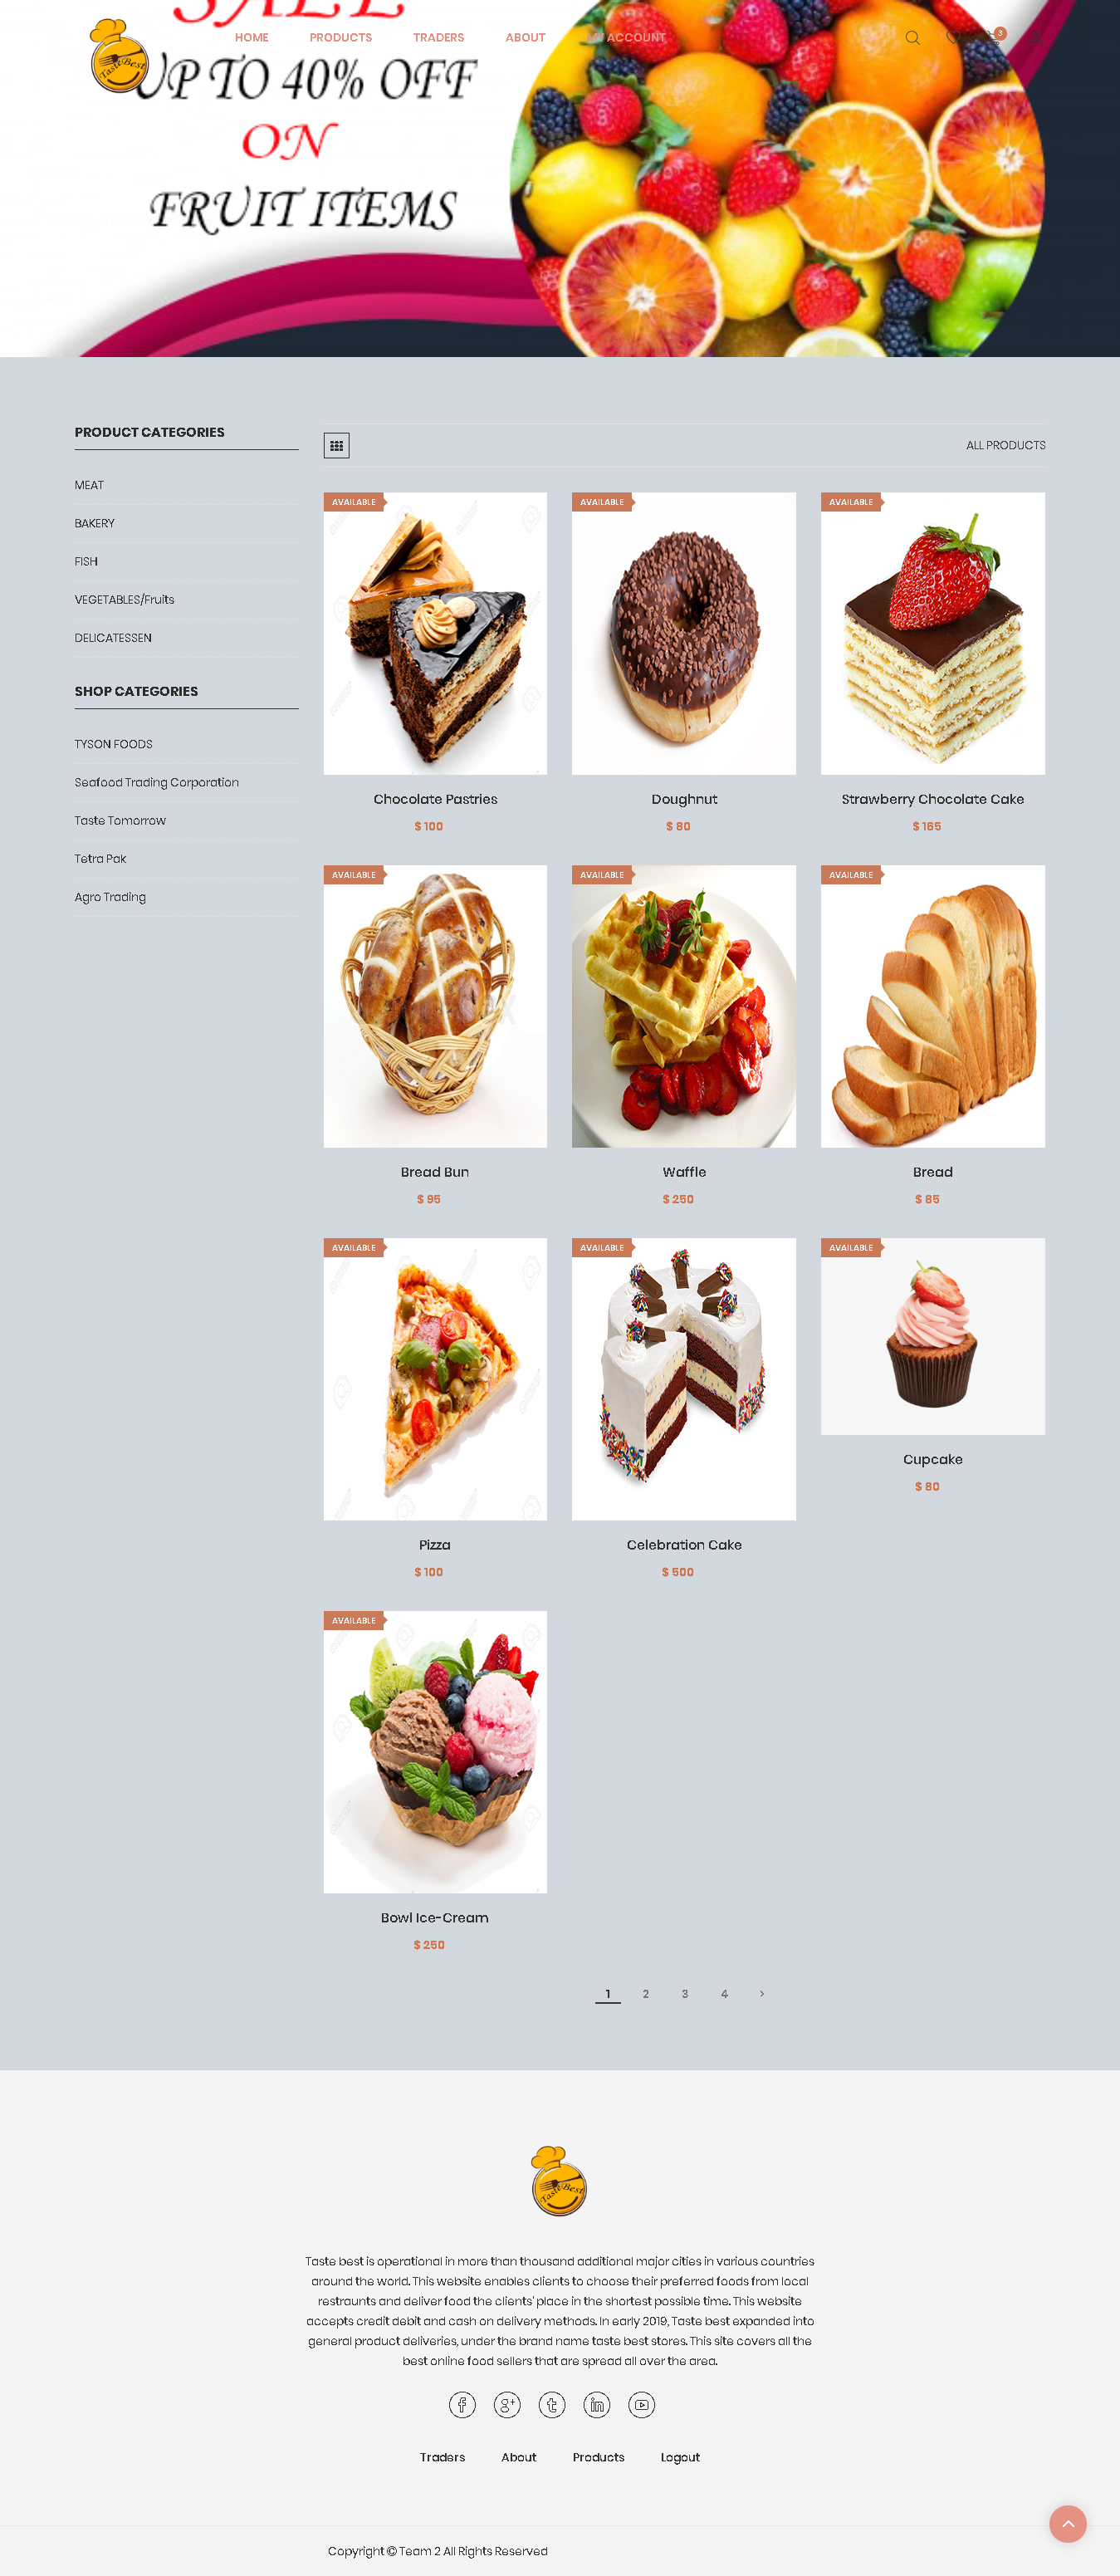 SALE
HOME PRODUCTS TRADERS ABOUT MY ACCOUNT
3
Taste Best
UP TO 40% OFF
ON
FRUIT ITEMS
PRODUCT CATEGORIES
MEAT
BAKERY
FISH
VEGETABLES/Fruits
DELICATESSEN
SHOP CATEGORIES
TYSON FOODS
Seafood Trading Corporation
Taste Tomorrow
Tetra Pak
Agro Trading
ALL PRODUCTS
AVAILABLE AVAILABLE AVAILABLE
Chocolate Pastries Doughnut Strawberry Chocolate Cake
$ 100 $ 80 $ 165
AVAILABLE AVAILABLE AVAILABLE
Bread Bun Waffle Bread
$ 95 $ 250 $ 85
AVAILABLE AVAILABLE AVAILABLE
Cupcake
$ 80
Pizza Celebration Cake
$ 100 $ 500
AVAILABLE
Bowl Ice-Cream
$ 250
1 2 3 4 >
Taste Best
Taste best is operational in more than thousand additional major cities in various countries
around the world. This website enables clients to choose their preferred foods from local
restraunts and deliver food the clients' place in the shortest possible time. This website
accepts credit debit and cash on delivery methods. In early 2019, Taste best expanded into
general product deliveries, under the brand name taste best stores. This site covers all the
best online food sellers that are spread all over the area.
Traders About Products Logout
Copyright © Team 2 All Rights Reserved